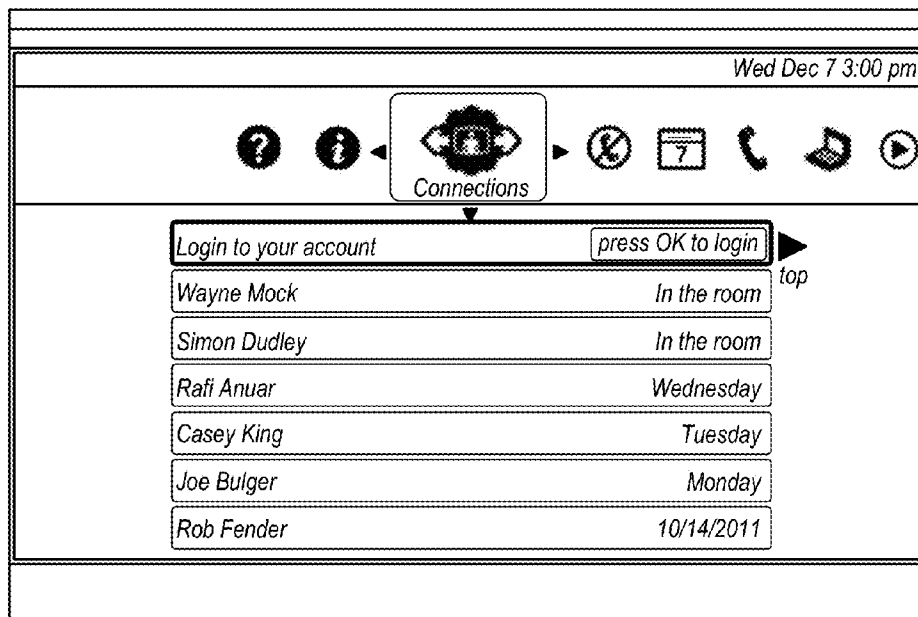 Wed Dec 7 3:00 pm
? i 7
Connections
Login to your account press OK to login
top
Wayne Mock In the room
Simon Dudley In the room
Rafi Anuar Wednesday
Casey King Tuesday
Joe Bulger Monday
Rob Fender 10/14/2011